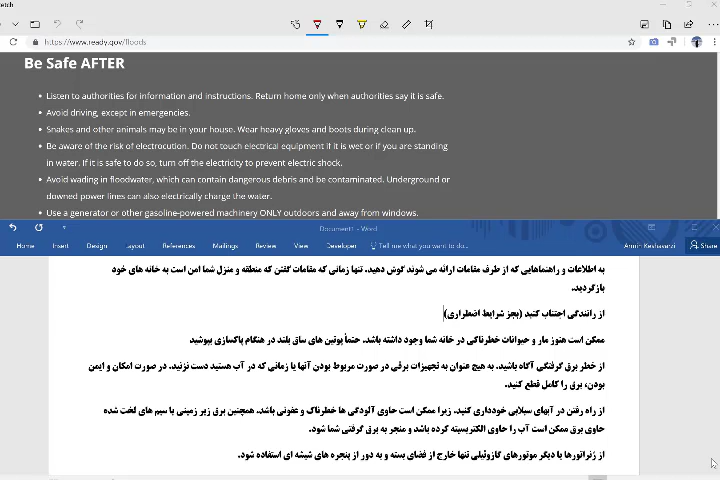 etch
https://www.ready.gov/floods
Be Safe AFTER
Listen to authorities for information and instructions. Return home only when authorities say it is safe.
Avoid driving, except in emergencies.
Snakes and other animals may be in your house. Wear heavy gloves and boots during clean up.
Be aware of the risk of electrocution. Do not touch electrical equipment if it is wet or if you are standing
in water. If it is safe to do so, turn off the electricity to prevent electric shock.
Avoid wading in floodwater, which can contain dangerous debris and be contaminated. Underground or
downed power lines can also electrically charge the water.
Use a generator or other gasoline-powered machinery ONLY outdoors and away from windows.
Document1 - Word
Home Insert Design Layout References Mailings Review View Developer Tell me what you want to do... Armin Keshavarzi Share
به اطلاعات و راهنماهایی که از طرف مقامات ارائه می شوند گوش دهید. تنها زمانی که مقامات گفتن که منطقه و منزل شما امن است به خانه های خود
بازگردید.
از رانندگی اجتناب کنید (بجز شرایط اضطراری)
ممکن است هنوز مار و حیوانات خطرناکی در خانه شما وجود داشته باشد. حتماً پوتین های ساق بلند در هنگام پاکسازی بپوشید
از خطر برق گرفتگی آگاه باشید. به هیچ عنوان به تجهیزات برقی در صورت مربوط بودن آنها یا زمانی که در آب هستید دست نزنید. در صورت امکان و ایمن
بودن، برق را کامل قطع کنید.
از راه رفتن در آبهای سیلابی خودداری کنید. زیرا ممکن است حاوی آلودگی ها خطرناک و عفونی باشد. همچنین برق زیر زمینی یا سیم های لخت شده
حاوی برق ممکن است آب را حاوی الکتریسیته کرده باشد و منجر به برق گرفتی شما شود.
از ژنراتورها یا دیگر موتورهای گازوئیلی تنها خارج از فضای بسته و به دور از پنجره های شیشه ای استفاده شود.